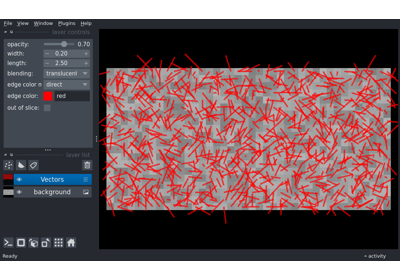 File View Window Plugins Help
layer controls
opacity: 0.70
width: 0.20
length: 2.50
blending: translucent
edge color m direct
edge color: red
out of slice:
layer list
Vectors
background
Ready
activity